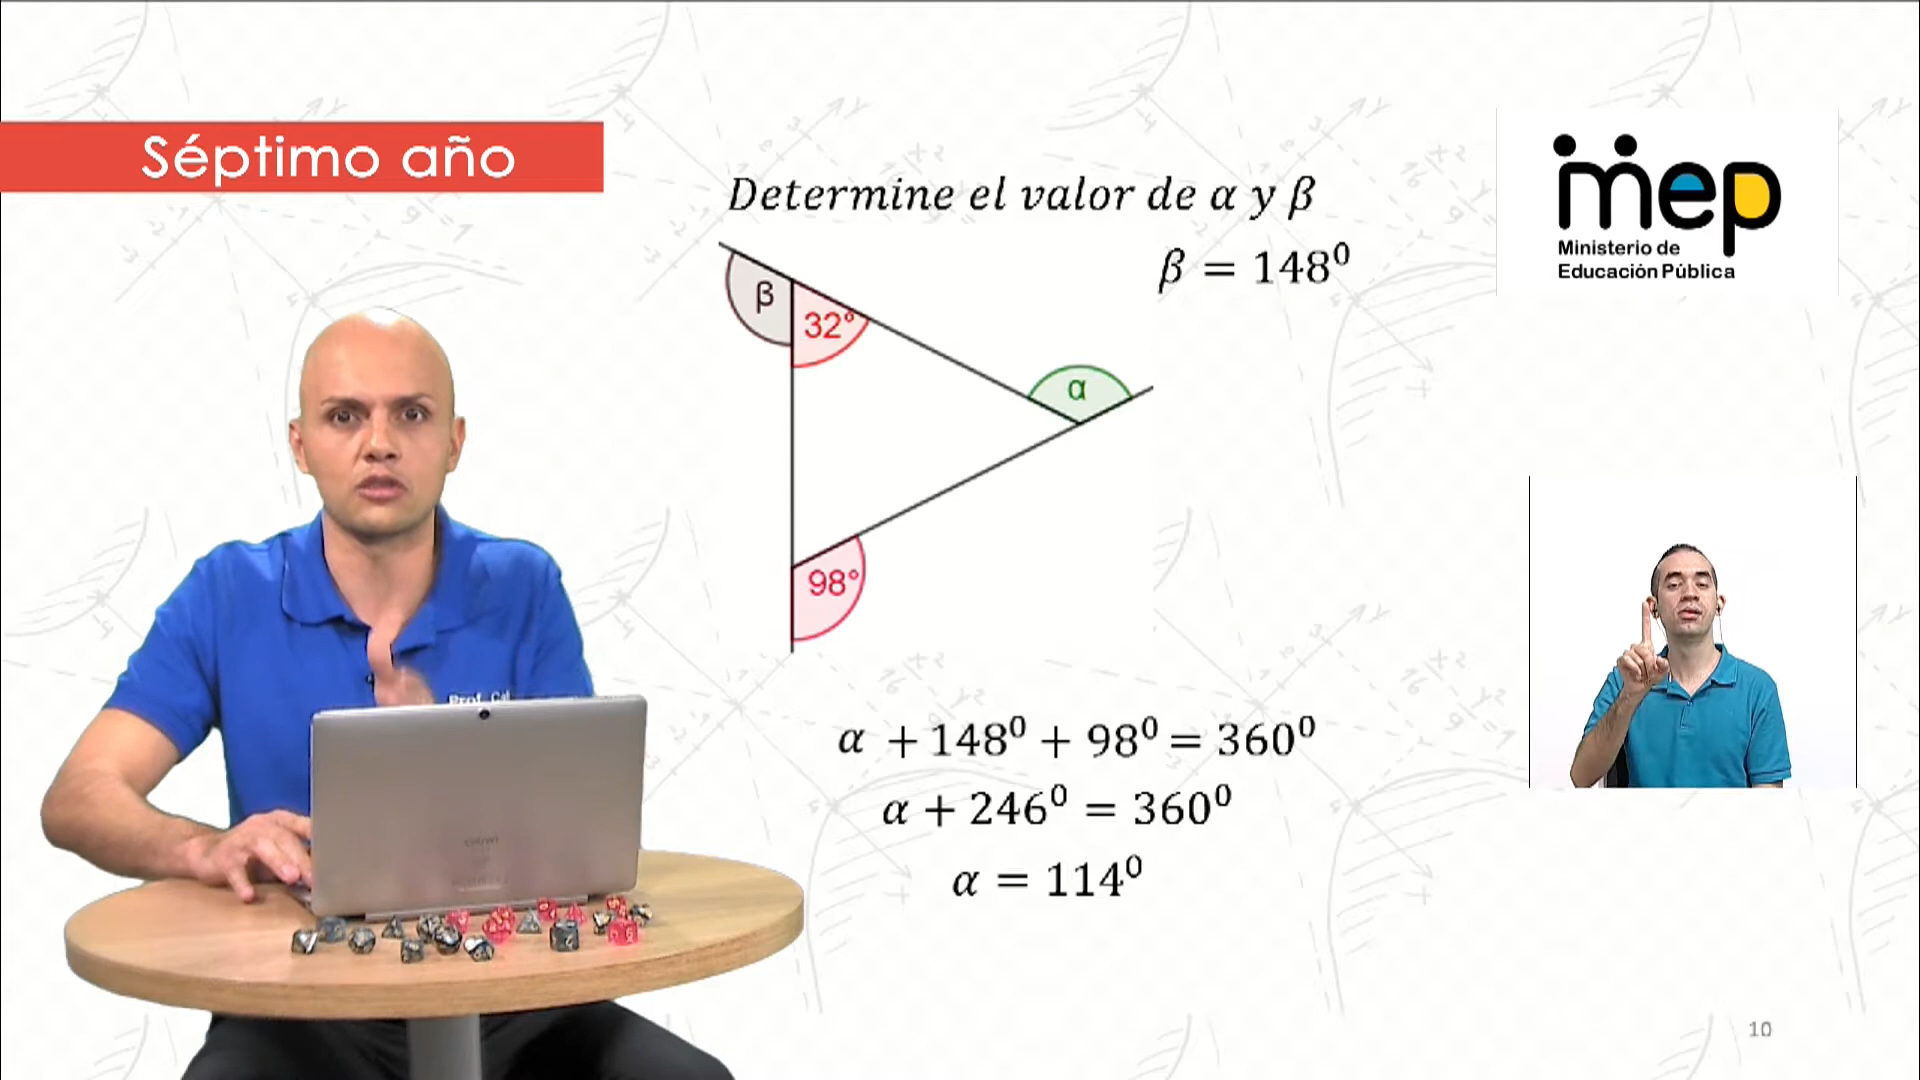 Séptimo año
Determine el valor de α y β
β = 148⁰
β
32°
α
98°
α + 148⁰ + 98⁰ = 360⁰
α + 246⁰ = 360⁰
α = 114⁰
mep
Ministerio de
Educación Pública
10